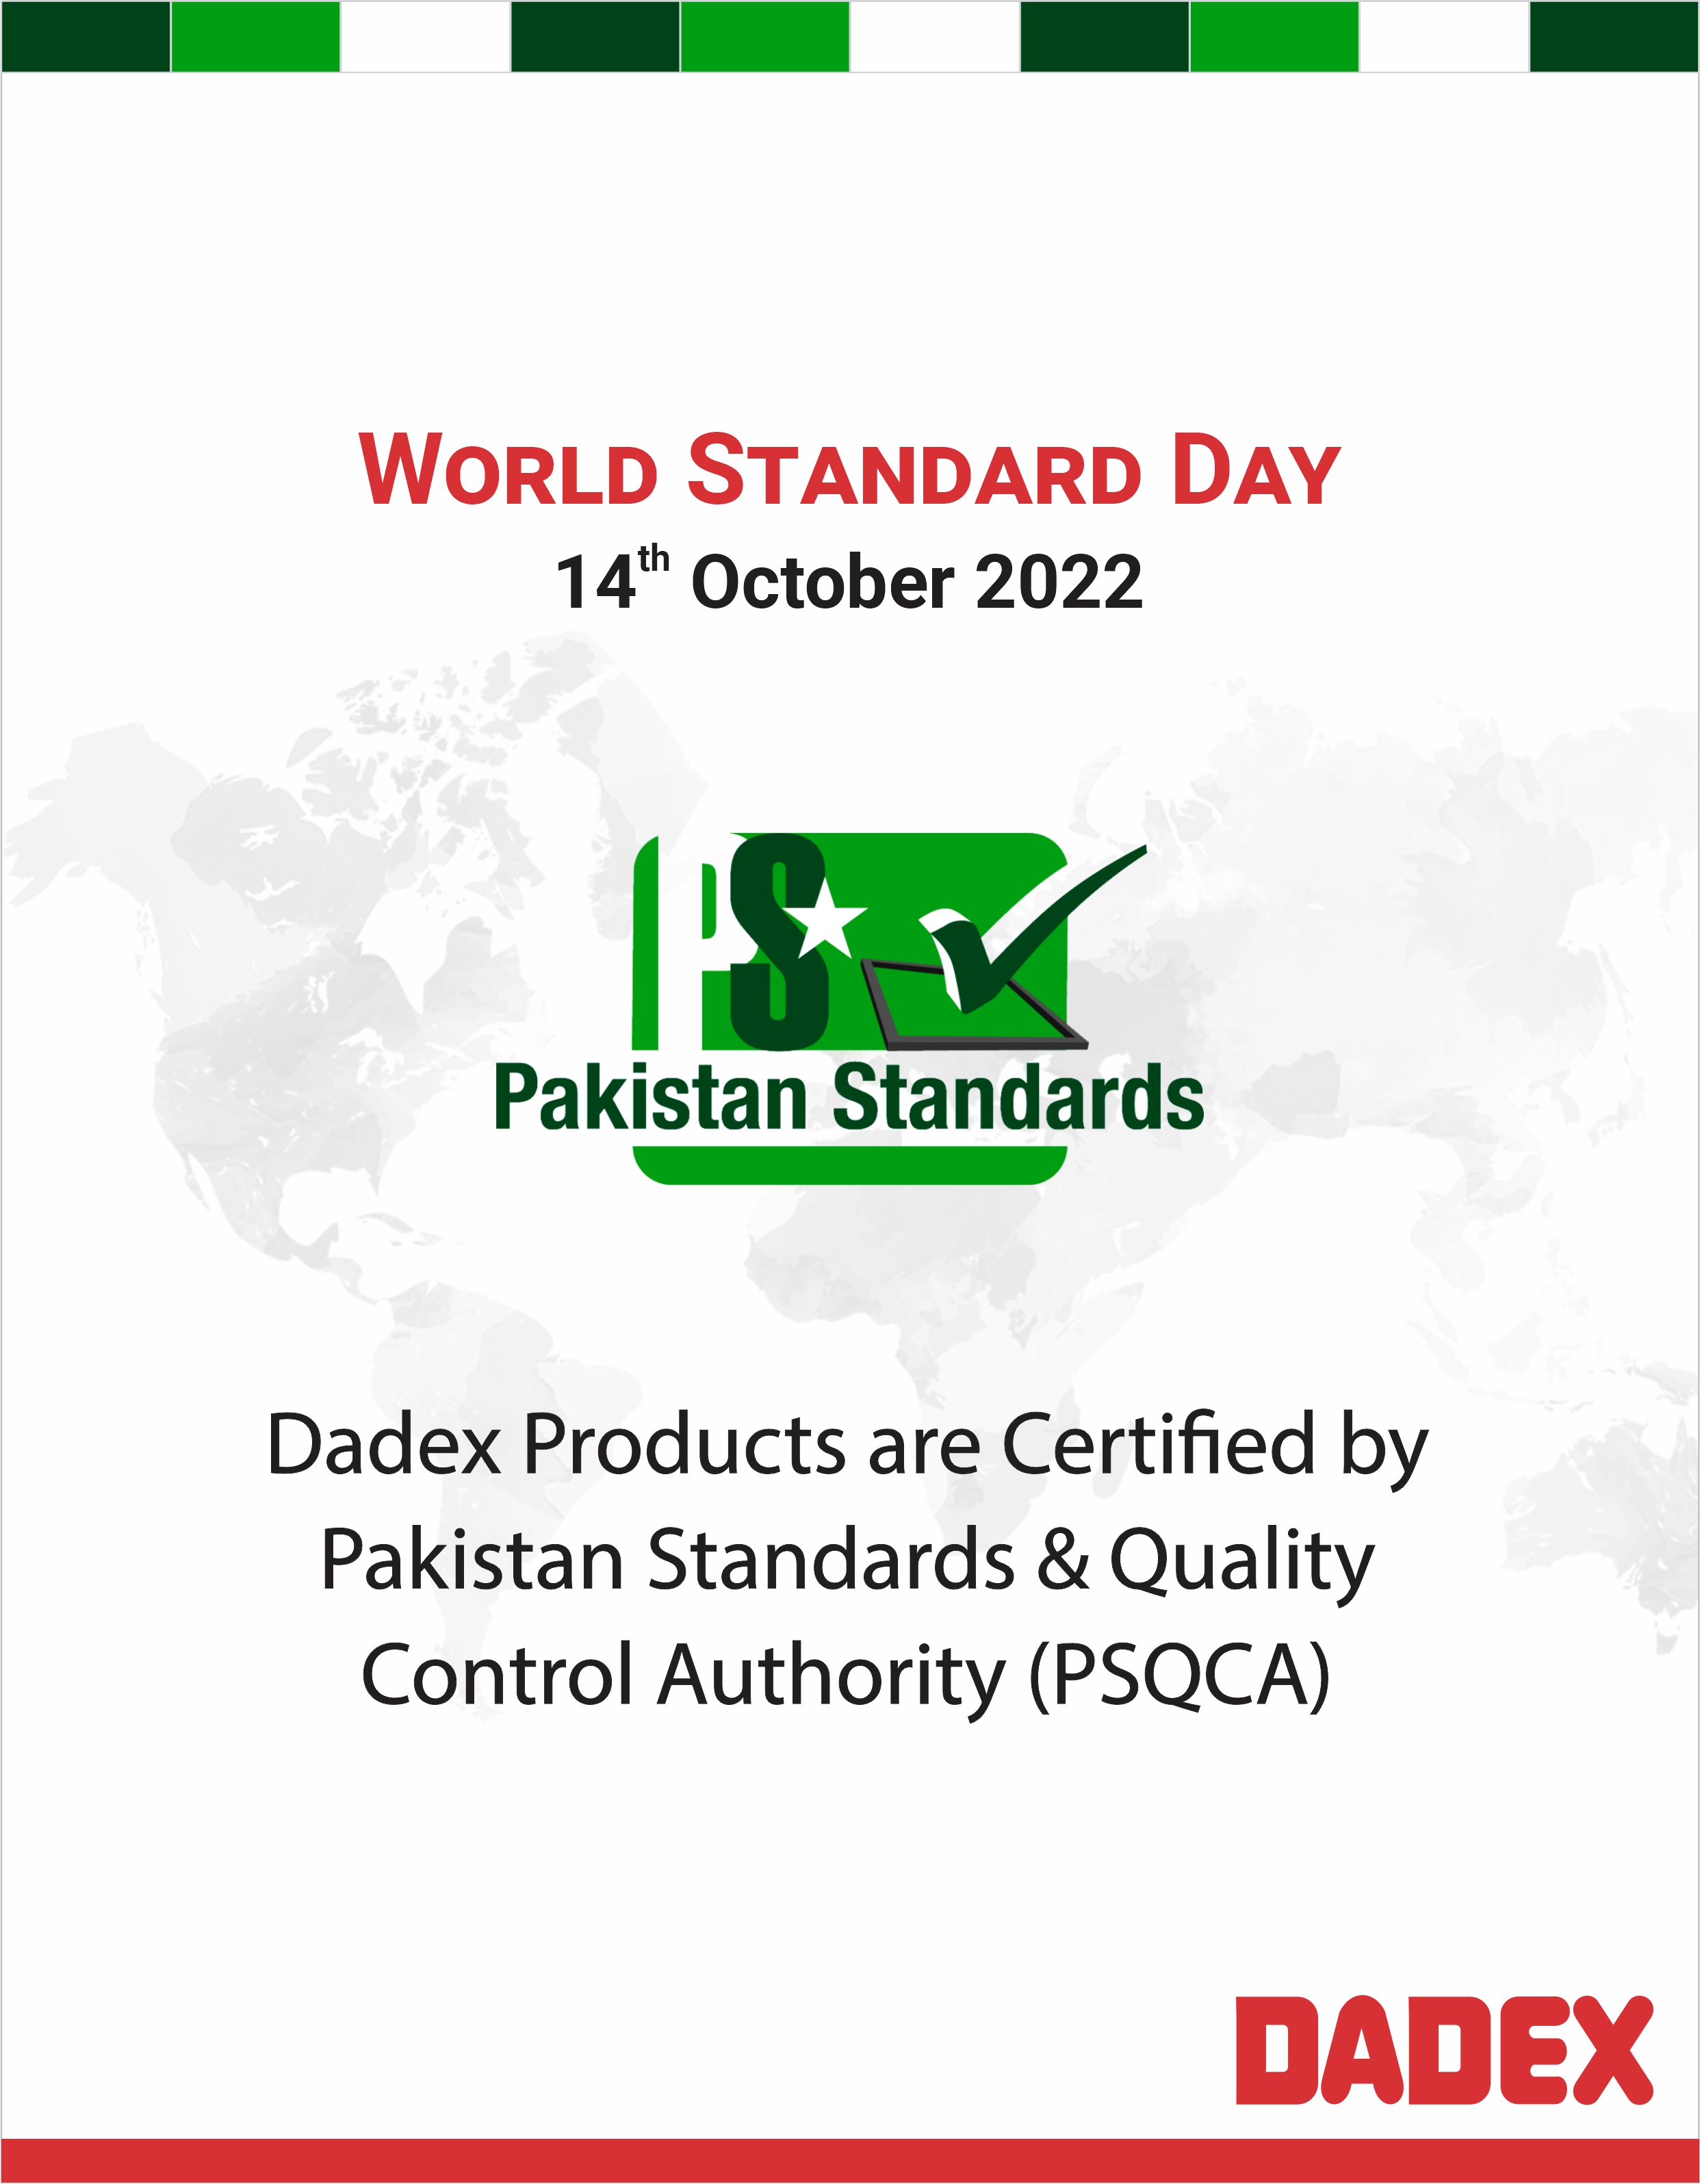 World Standard Day
14th October 2022
PS
Pakistan Standards
Dadex Products are Certified by
Pakistan Standards & Quality
Control Authority (PSQCA)
DADEX